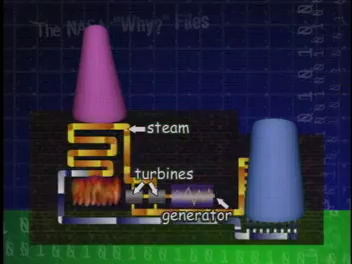 The NASA "Why?" Files
steam
turbines
generator